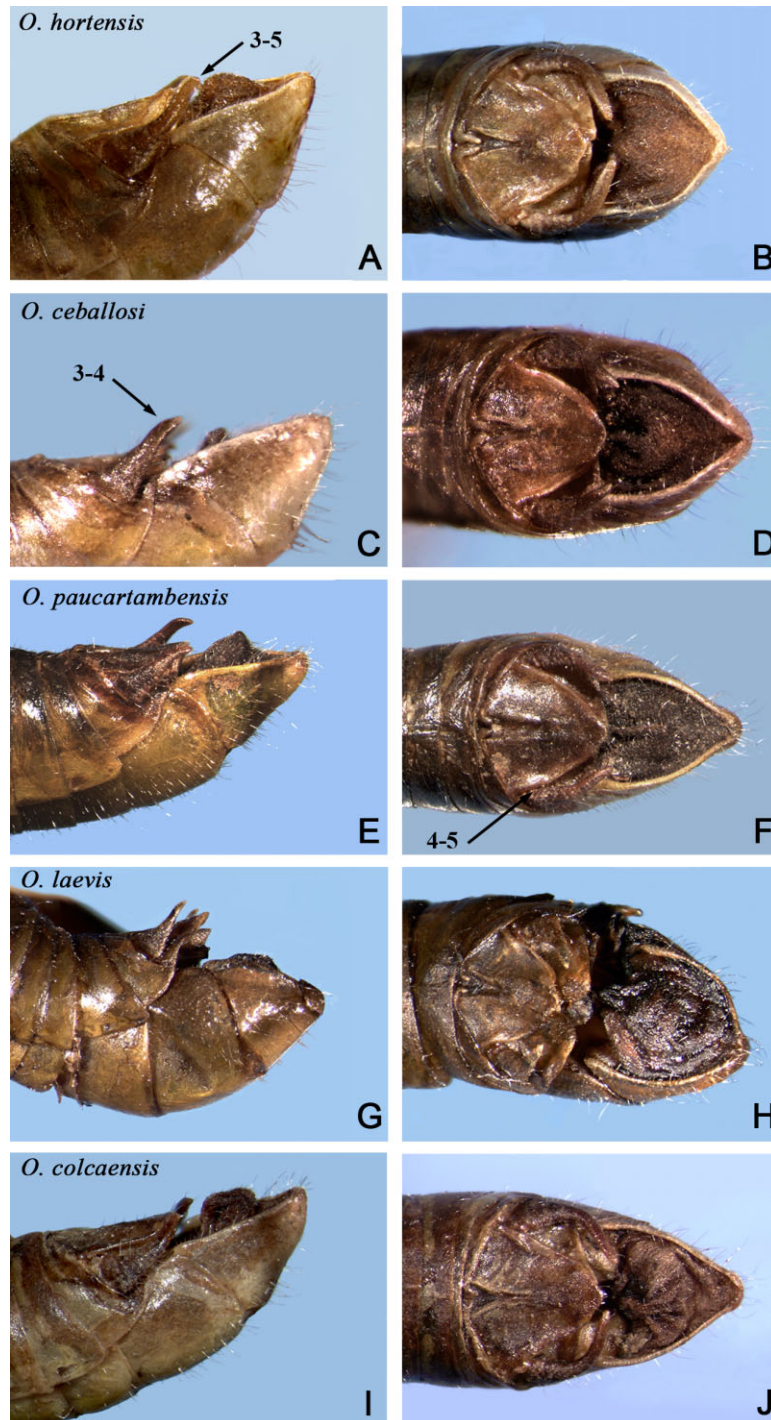 O. hortensis
3-5
A
B
O. ceballosi
3-4
C
D
O. paucartambensis
E
4-5
F
O. laevis
G
H
O. colcaensis
I
J